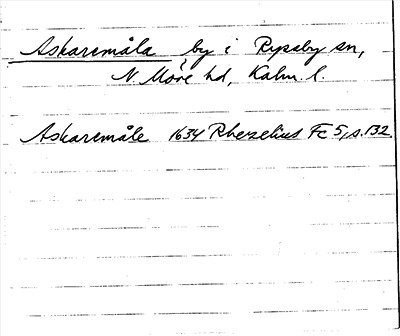 Askaremåla by i Ryssby sn,
N. Möre hd, Kalm. l.
Askaremåle 1634 Rhezelius Fc 5, s. 132